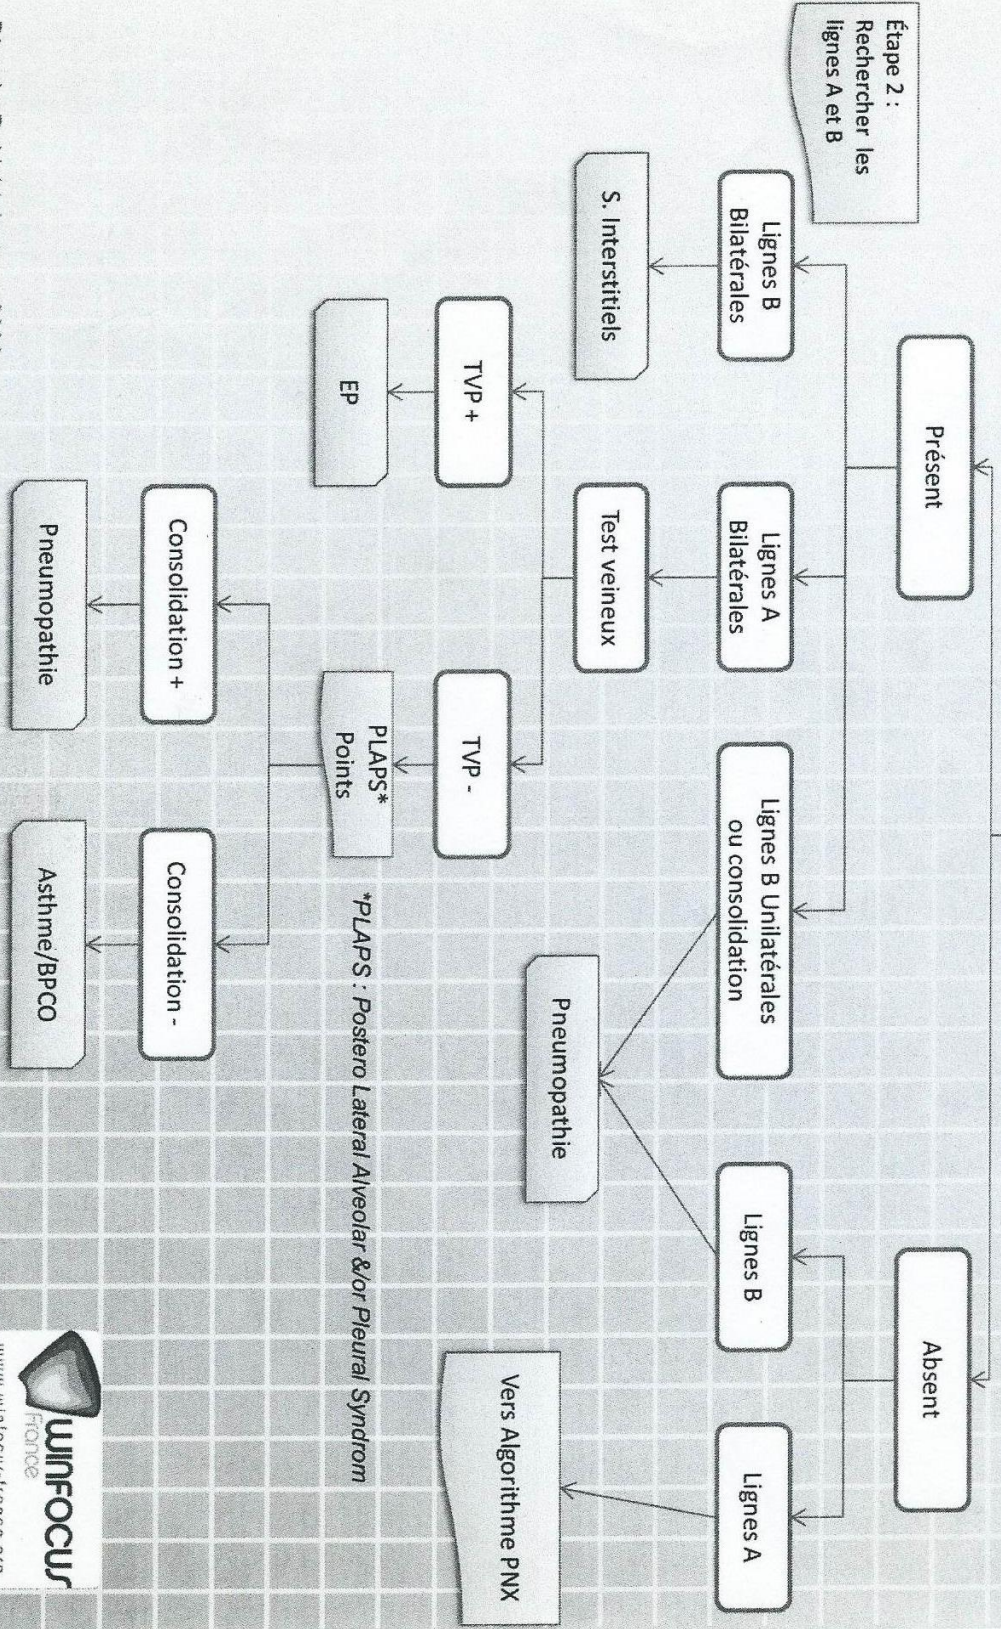 Présent
Absent
Étape 2 :
Rechercher les
lignes A et B
Lignes B
Bilatérales
Lignes A
Bilatérales
Lignes B Unilatérales
ou consolidation
Lignes B
Lignes A
S. Interstitiels
Test veineux
Pneumopathie
Vers Algorithme PNX
TVP +
TVP -
EP
PLAPS*
Points
*PLAPS : Postero Lateral Alveolar &/or Pleural Syndrom
Consolidation +
Consolidation -
Pneumopathie
Asthme/BPCO
WINFOCUS
France